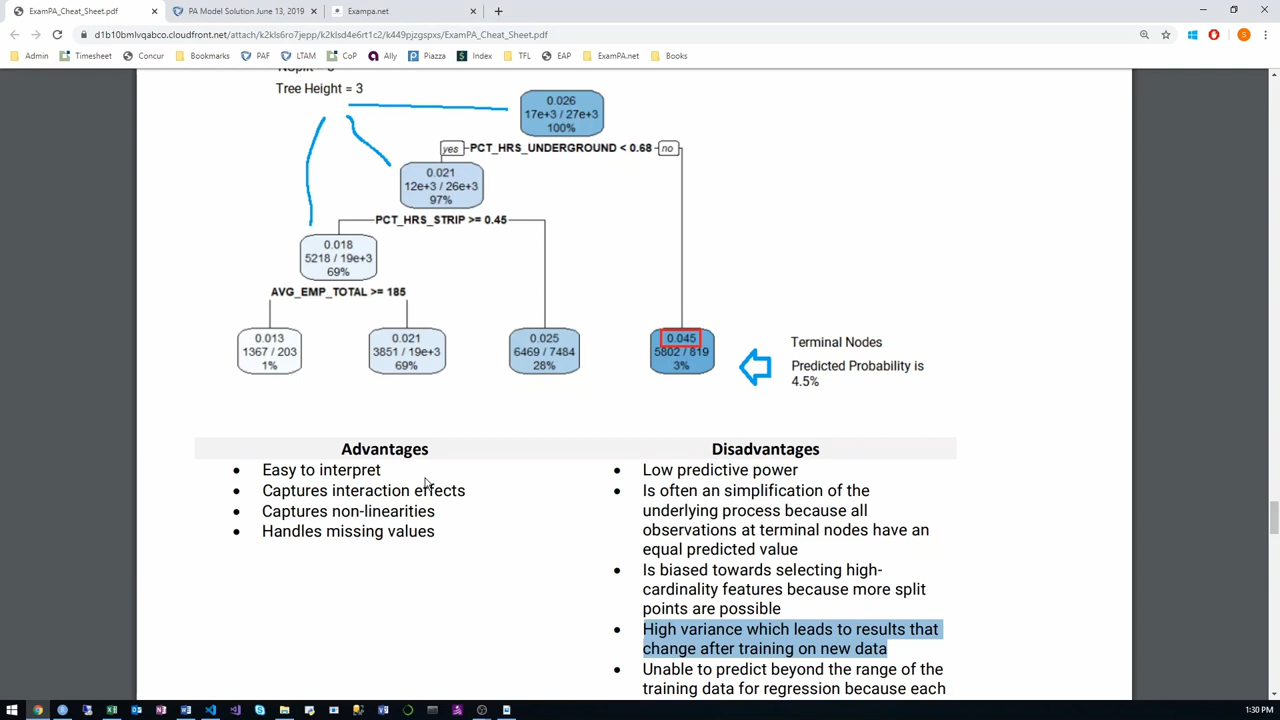 ExamPA_Cheat_Sheet.pdf
PA Model Solution June 13, 2019
Exampa.net
d1b10bmlvqabco.cloudfront.net/attach/k2kls6ro7jepp/k2klsd4e6rt1c2/k449pjzgspxs/ExamPA_Cheat_Sheet.pdf
Admin Timesheet Concur Bookmarks PAF LTAM CoP Ally Piazza Index TFL EAP ExamPA.net Books
Tree Height = 3
0.026
17e+3 / 27e+3
100%
yes PCT_HRS_UNDERGROUND < 0.68 no
0.021
12e+3 / 26e+3
97%
PCT_HRS_STRIP >= 0.45
0.018
5218 / 19e+3
69%
AVG_EMP_TOTAL >= 185
0.013
1367 / 203
1%
0.021
3851 / 19e+3
69%
0.025
6469 / 7484
28%
0.045
5802 / 819
3%
Terminal Nodes
Predicted Probability is
4.5%
Advantages
• Easy to interpret
• Captures interaction effects
• Captures non-linearities
• Handles missing values
Disadvantages
• Low predictive power
• Is often an simplification of the
underlying process because all
observations at terminal nodes have an
equal predicted value
• Is biased towards selecting high-
cardinality features because more split
points are possible
• High variance which leads to results that
change after training on new data
• Unable to predict beyond the range of the
training data for regression because each
1:30 PM